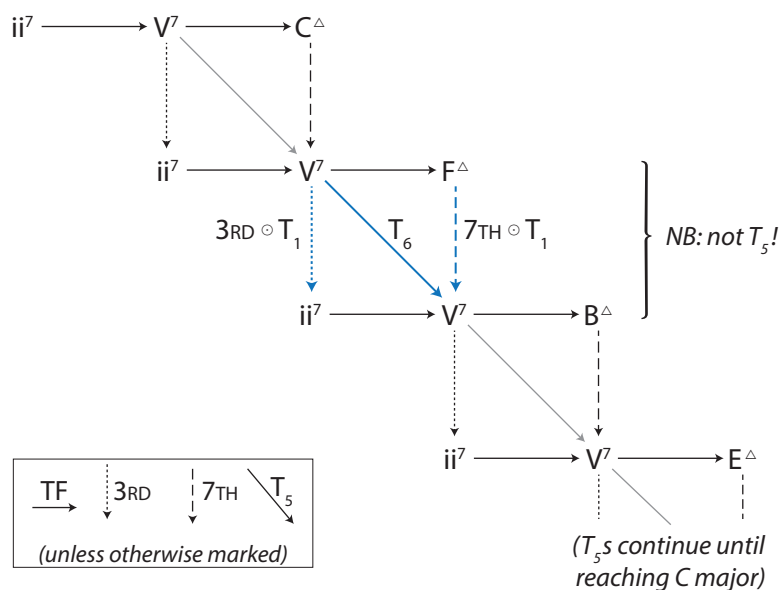 ii⁷ V⁷ C△
ii⁷ V⁷ F△
3RD ⊙ T₁ T₆ 7TH ⊙ T₁ NB: not T₅!
ii⁷ V⁷ B△
ii⁷ V⁷ E△
TF 3RD 7TH T₅
(unless otherwise marked)
(T₅s continue until
reaching C major)